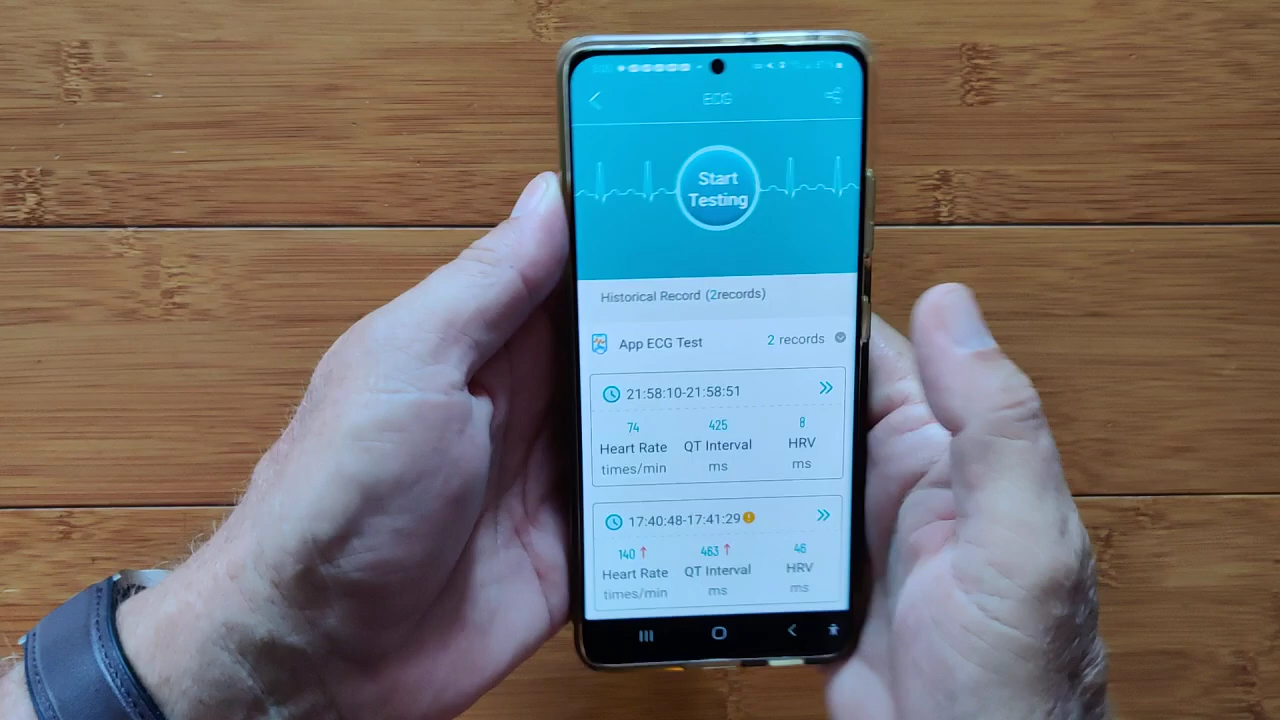 ECG
Start
Testing
Historical Record (2records)
App ECG Test 2 records
21:58:10-21:58:51
74 425 8
Heart Rate QT Interval HRV
times/min ms ms
17:40:48-17:41:29
140↑ 463↑ 46
Heart Rate QT Interval HRV
times/min ms ms